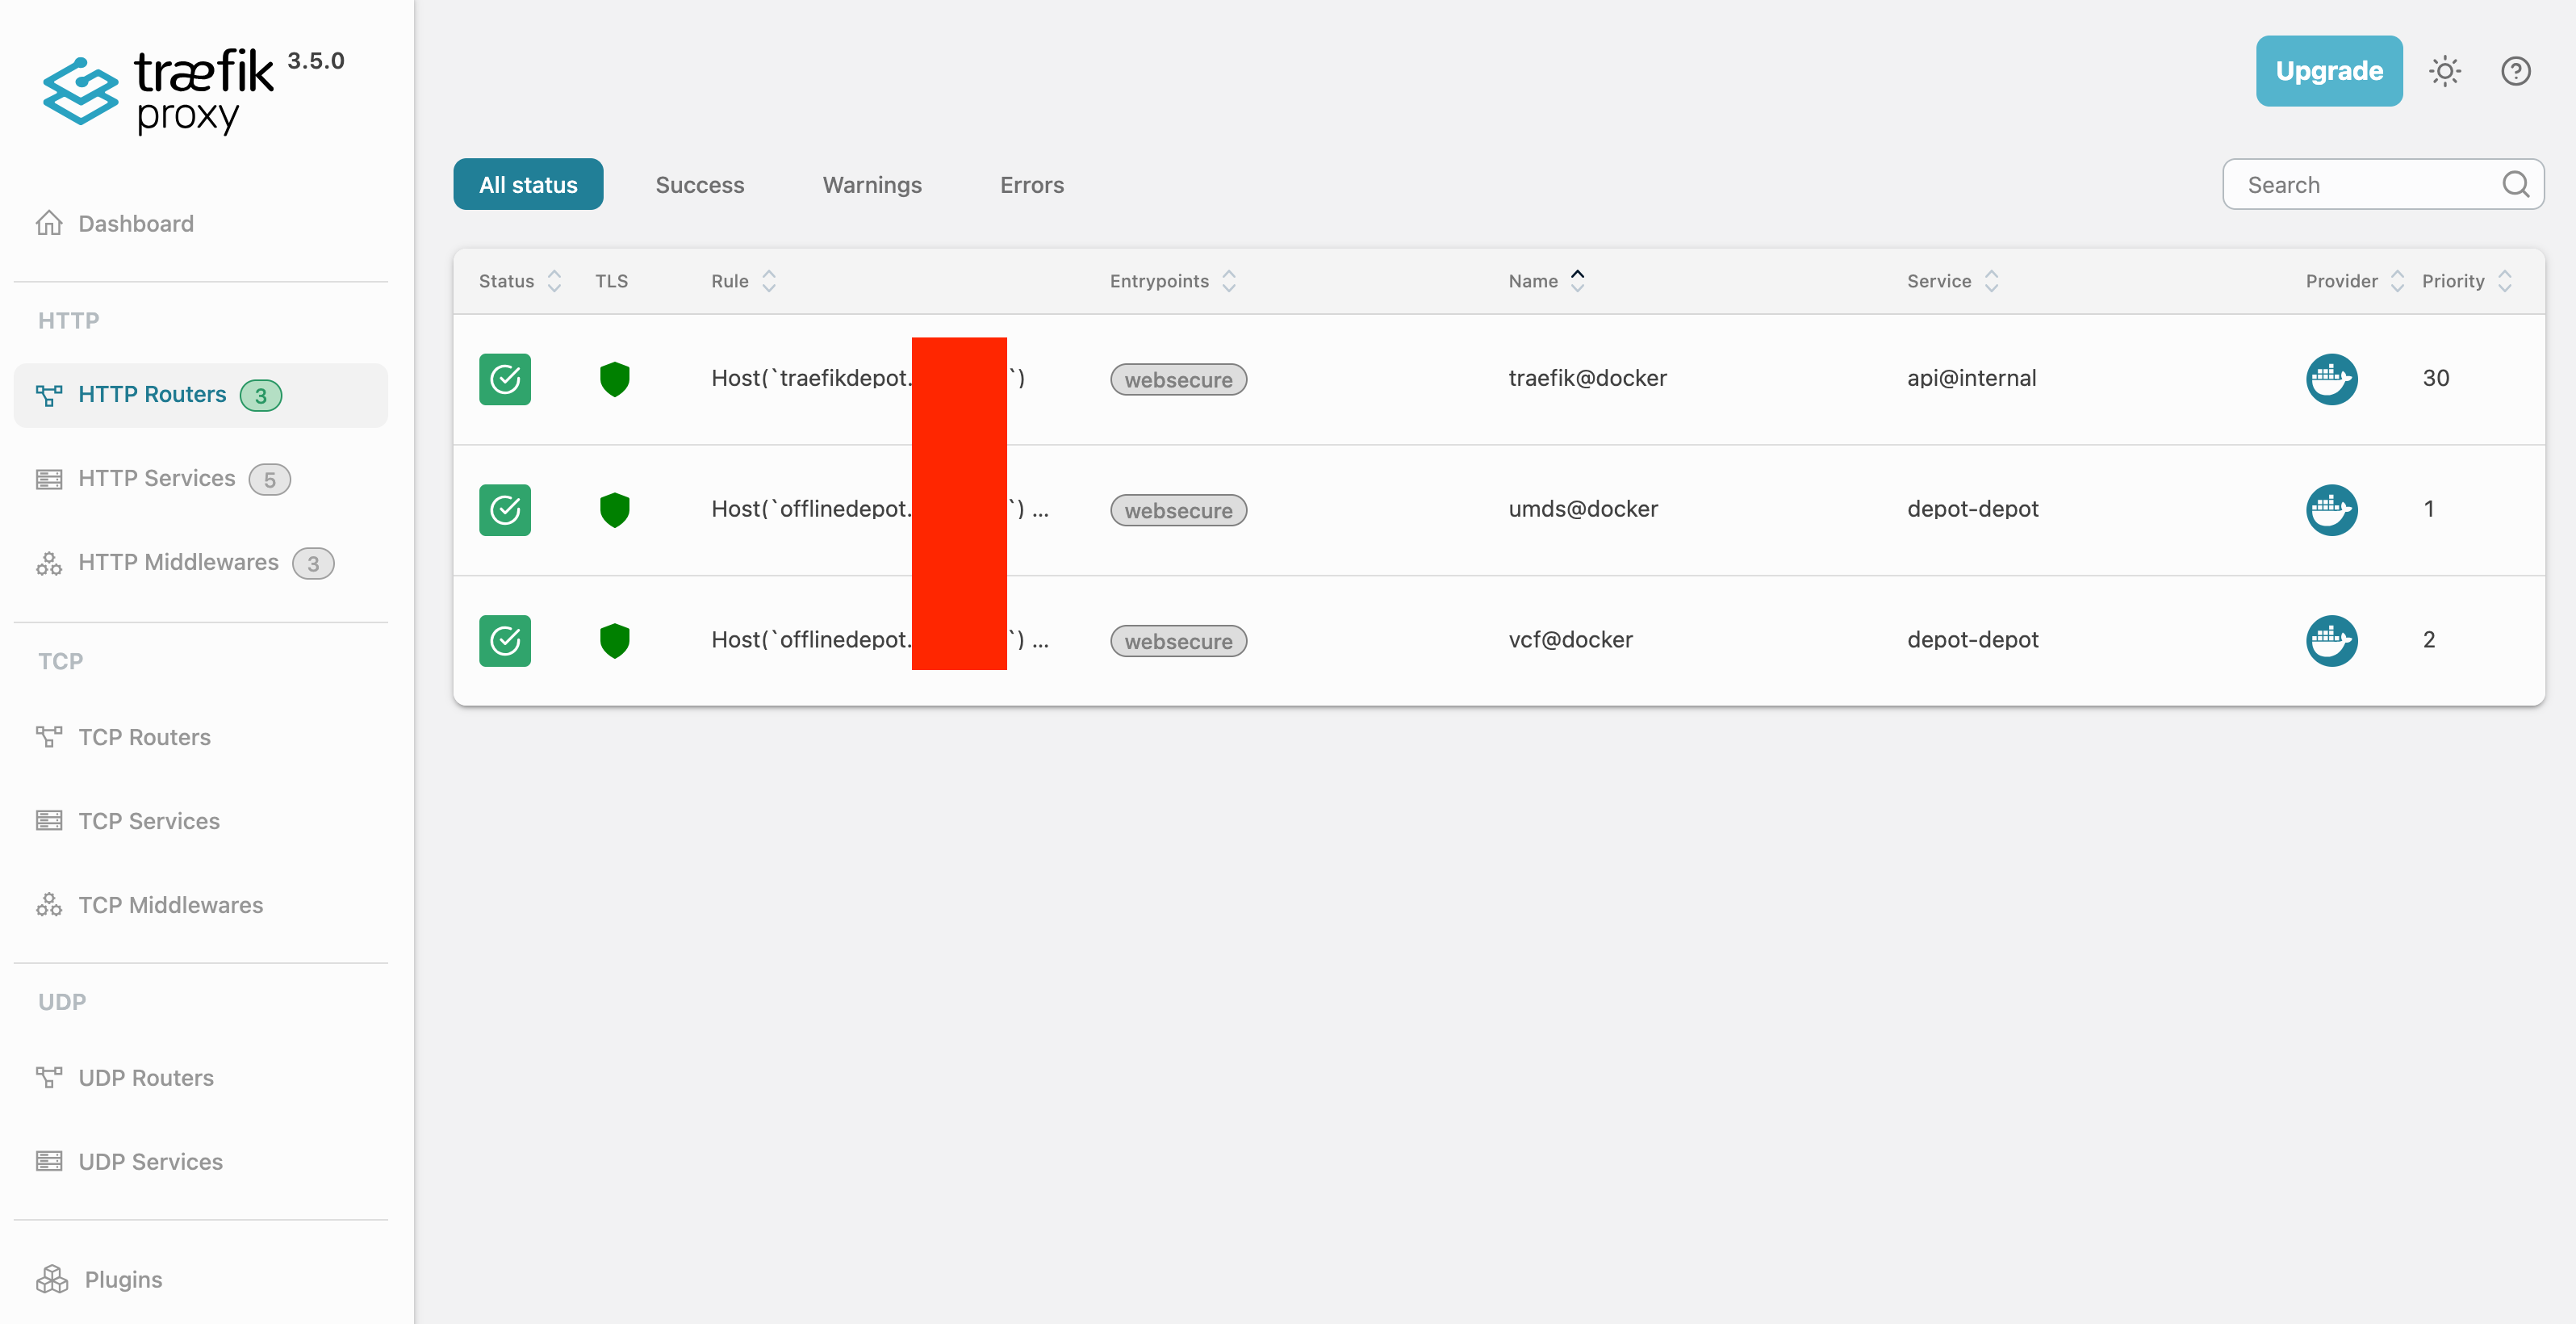 træfik 3.5.0
proxy
Upgrade
All status Success Warnings Errors
Search
Dashboard
HTTP
HTTP Routers 3
HTTP Services 5
HTTP Middlewares 3
TCP
TCP Routers
TCP Services
TCP Middlewares
UDP
UDP Routers
UDP Services
Plugins
Status TLS Rule Entrypoints Name Service Provider Priority
Host(`traefikdepot. `) websecure traefik@docker api@internal 30
Host(`offlinedepot. `) ... websecure umds@docker depot-depot 1
Host(`offlinedepot. `) ... websecure vcf@docker depot-depot 2